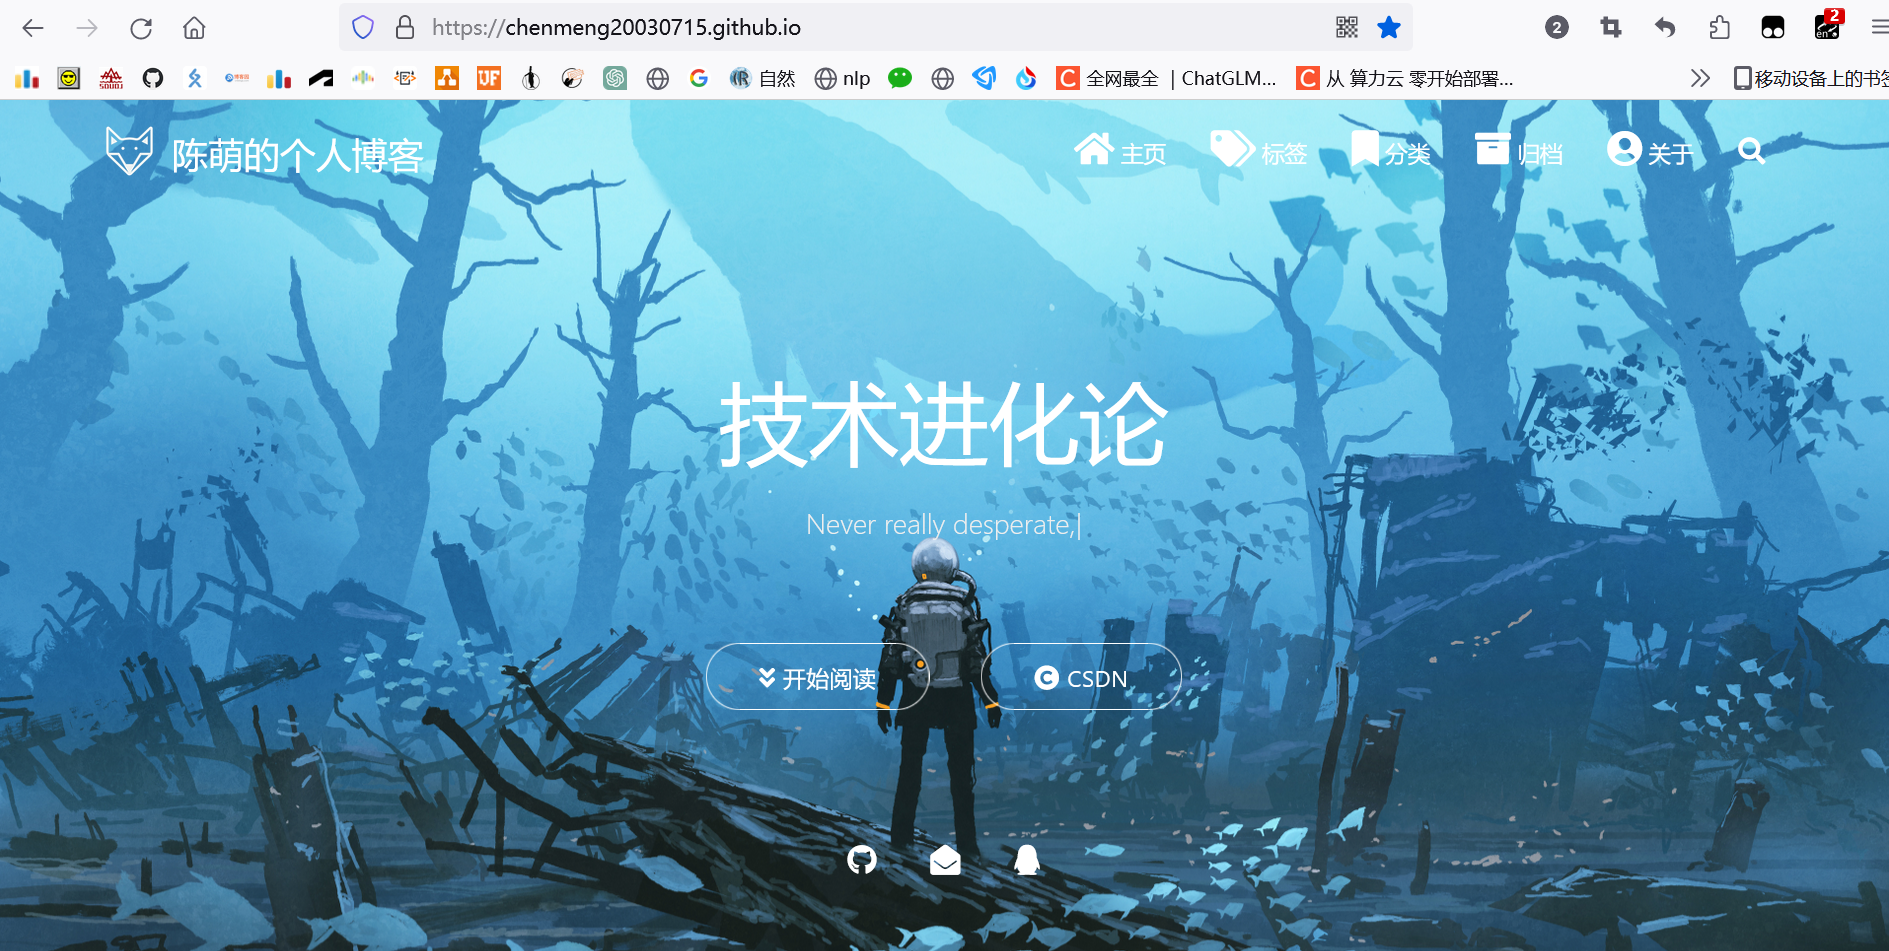 https://chenmeng20030715.github.io
2
2
en
自然
nlp
全网最全 | ChatGLM...
从 算力云 零开始部署...
移动设备上的书签
陈萌的个人博客
主页
标签
分类
归档
关于
技术进化论
Never really desperate,|
开始阅读
CSDN